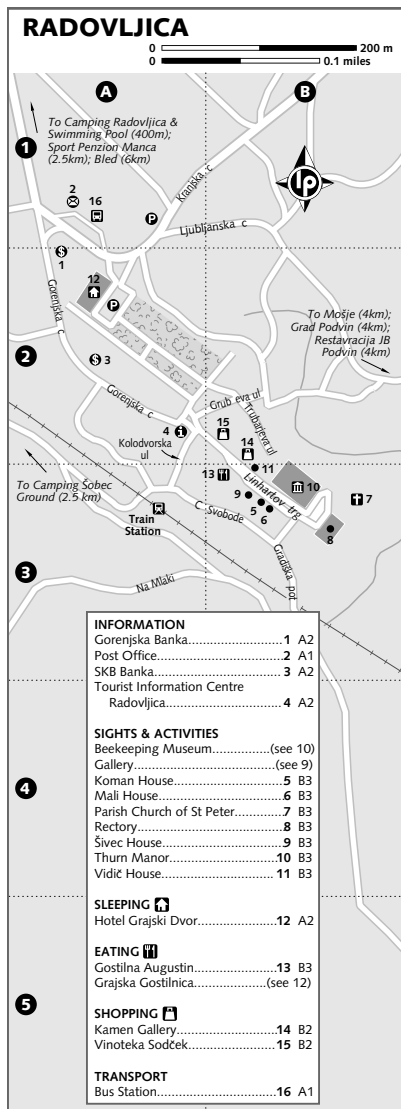 RADOVLJICA
0 200 m
0 0.1 miles
A
B
1
To Camping Radovljica &
Swimming Pool (400m);
Sport Penzion Manca
(2.5km); Bled (6km)
lp
Kranjska c
2
16
P
Ljubljanska c
$
1
12
P
Gorenjska c
To Mošje (4km);
Grad Podvin (4km);
Restavracija JB
Podvin (4km)
2
$ 3
Gorenjska c
Grub eva ul
Trubarjeva ul
4
15
14
Kolodvorska
ul
11
To Camping Šobec
Ground (2.5 km)
13
9
5
6
Linhartov trg
10
7
8
Train
Station
C Svobode
Gradiška pot
3
Na Mlaki
INFORMATION
Gorenjska Banka 1 A2
Post Office 2 A1
SKB Banka 3 A2
Tourist Information Centre
Radovljica 4 A2
SIGHTS & ACTIVITIES
Beekeeping Museum (see 10)
Gallery (see 9)
Koman House 5 B3
Mali House 6 B3
Parish Church of St Peter 7 B3
Rectory 8 B3
Šivec House 9 B3
Thurn Manor 10 B3
Vidič House 11 B3
4
SLEEPING
Hotel Grajski Dvor 12 A2
EATING
Gostilna Augustin 13 B3
Grajska Gostilnica (see 12)
5
SHOPPING
Kamen Gallery 14 B2
Vinoteka Sodček 15 B2
TRANSPORT
Bus Station 16 A1